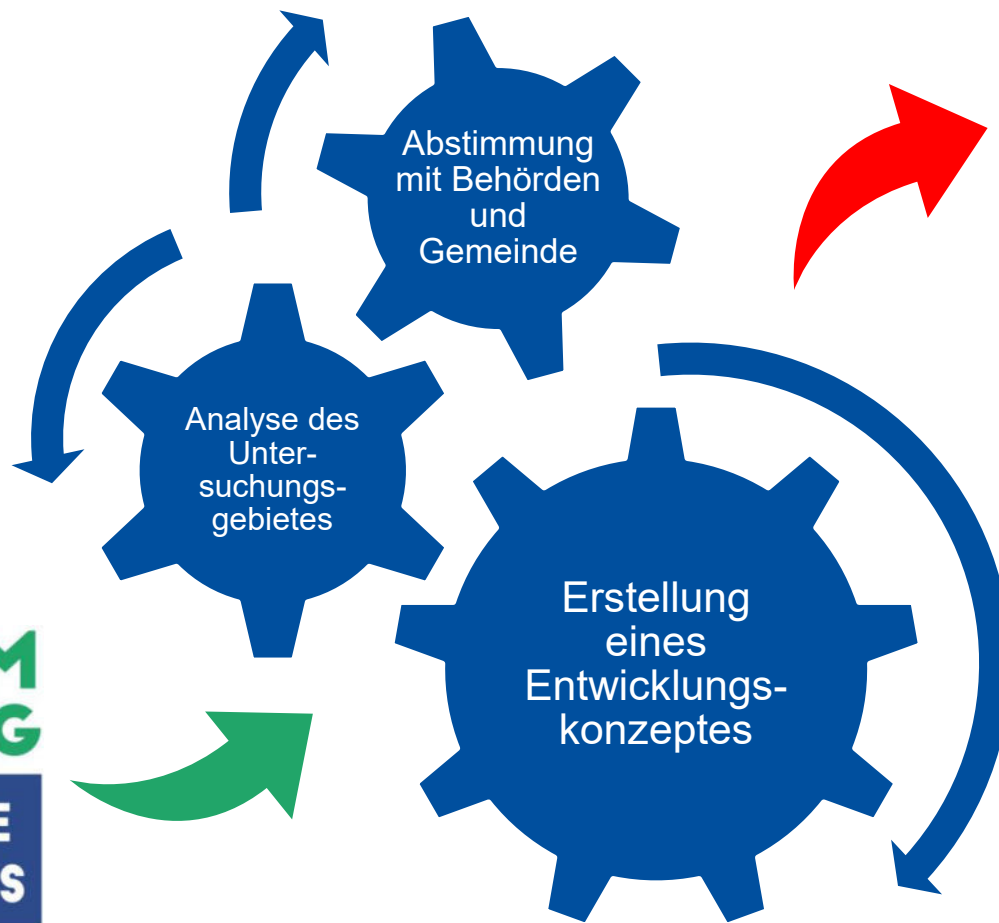 Abstimmung
mit Behörden
und
Gemeinde
Analyse des
Unter-
suchungs-
gebietes
Erstellung
eines
Entwicklungs-
konzeptes
M
G
E
S